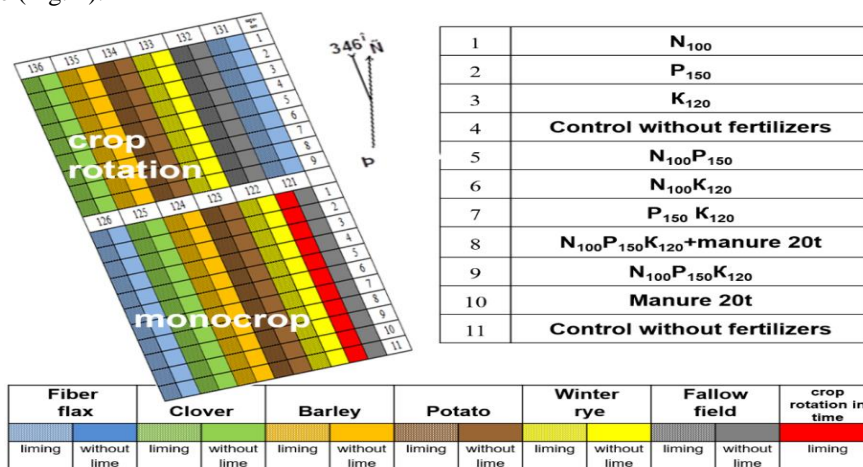 136
135
134
133
132
131
1
2
3
4
5
6
7
8
9
crop
rotation
346
126
125
124
123
122
121
1
2
3
4
5
6
7
8
9
10
11
monocrop
1 N₁₀₀
2 P₁₅₀
3 K₁₂₀
4 Control without fertilizers
5 N₁₀₀P₁₅₀
6 N₁₀₀K₁₂₀
7 P₁₅₀ K₁₂₀
8 N₁₀₀P₁₅₀K₁₂₀+manure 20t
9 N₁₀₀P₁₅₀K₁₂₀
10 Manure 20t
11 Control without fertilizers
Fiber flax Clover Barley Potato Winter rye Fallow field crop rotation in time
liming without lime liming without lime liming without lime liming without lime liming without lime liming without lime liming